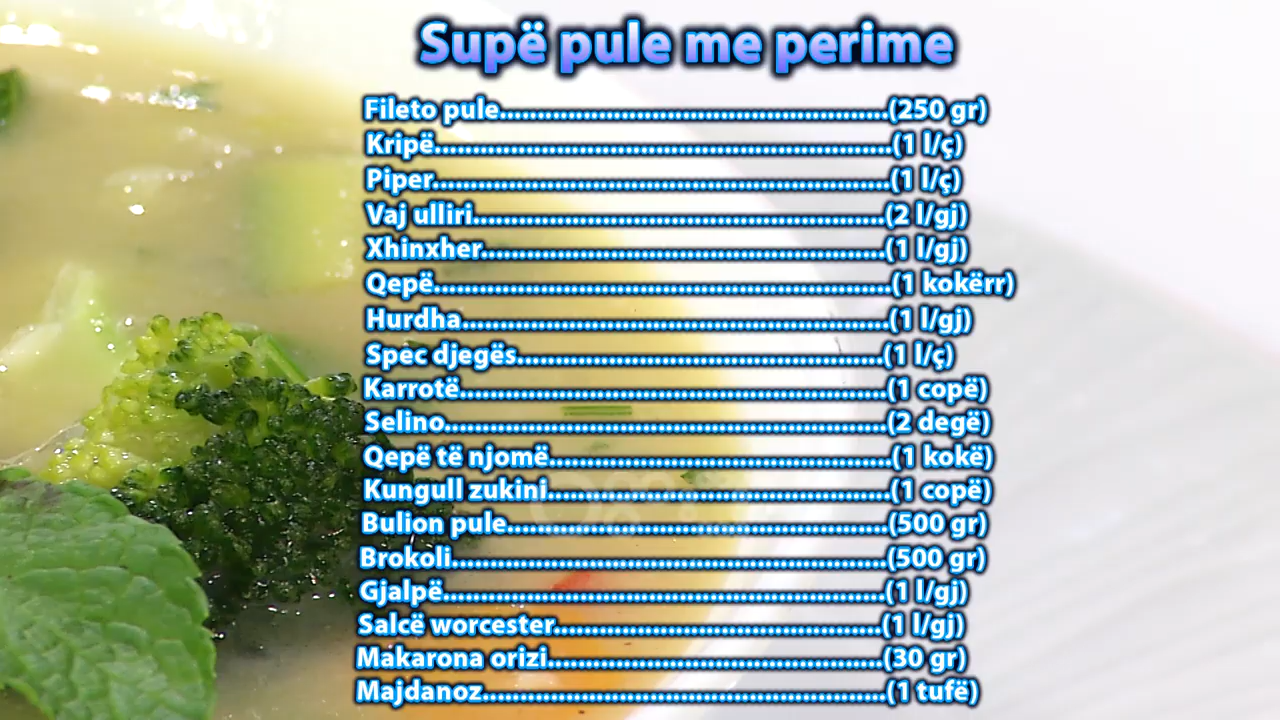 Supë pule me perime
Fileto pule..................................................(250 gr)
Kripë...........................................................(1 l/ç)
Piper...........................................................(1 l/ç)
Vaj ulliri.....................................................(2 l/gj)
Xhinxher....................................................(1 l/gj)
Qepë...........................................................(1 kokërr)
Hurdha.......................................................(1 l/gj)
Spec djegës...............................................(1 l/ç)
Karrotë.......................................................(1 copë)
Selino.........................................................(2 degë)
Qepë të njomë............................................(1 kokë)
Kungull zukini............................................(1 copë)
Bulion pule.................................................(500 gr)
Brokoli........................................................(500 gr)
Gjalpë.........................................................(1 l/gj)
Salcë worcester..........................................(1 l/gj)
Makarona orizi...........................................(30 gr)
Majdanoz....................................................(1 tufë)